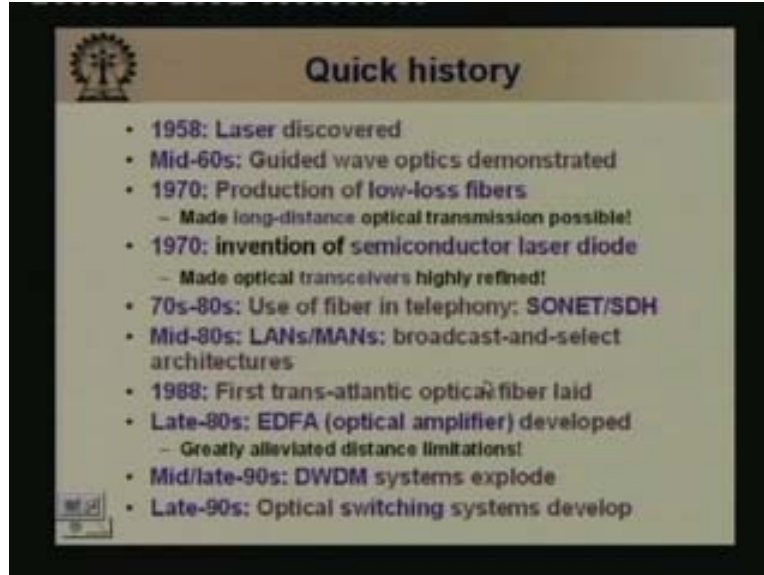 Quick history
• 1958: Laser discovered
• Mid-60s: Guided wave optics demonstrated
• 1970: Production of low-loss fibers
– Made long-distance optical transmission possible!
• 1970: invention of semiconductor laser diode
– Made optical transceivers highly refined!
• 70s-80s: Use of fiber in telephony: SONET/SDH
• Mid-80s: LANs/MANs: broadcast-and-select
architectures
• 1988: First trans-atlantic optical fiber laid
• Late-80s: EDFA (optical amplifier) developed
– Greatly alleviated distance limitations!
• Mid/late-90s: DWDM systems explode
• Late-90s: Optical switching systems develop